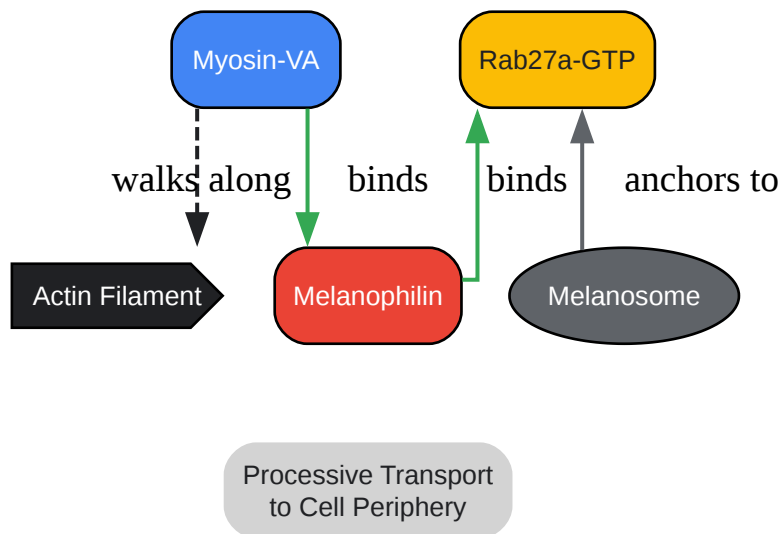 Myosin-VA
Rab27a-GTP
walks along
binds
binds
anchors to
Actin Filament
Melanophilin
Melanosome
Processive Transport
to Cell Periphery